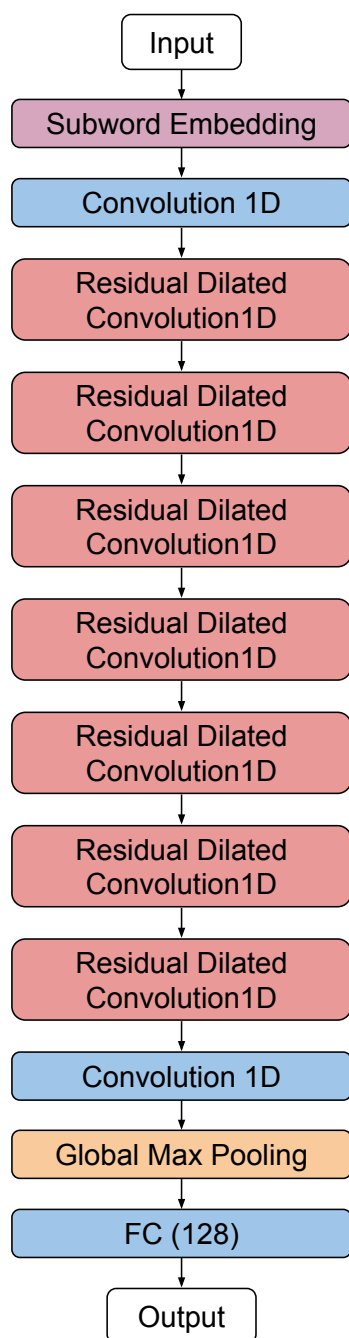 Input
Subword Embedding
Convolution 1D
Residual Dilated
Convolution1D
Residual Dilated
Convolution1D
Residual Dilated
Convolution1D
Residual Dilated
Convolution1D
Residual Dilated
Convolution1D
Residual Dilated
Convolution1D
Residual Dilated
Convolution1D
Convolution 1D
Global Max Pooling
FC (128)
Output